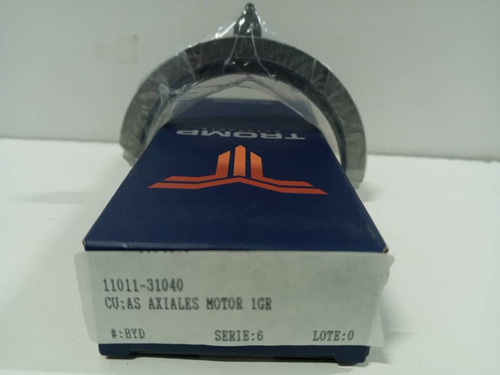 TROMP
11011-31040
CU;AS AXIALES MOTOR 1GR
#:BYD SERIE:6 LOTE:0